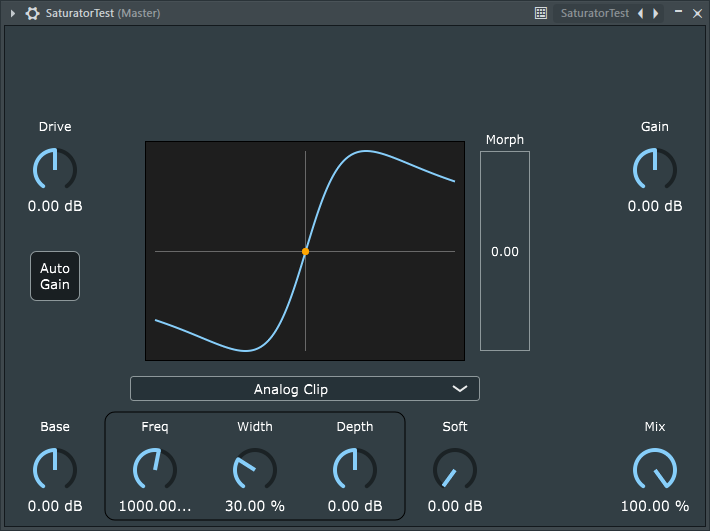 SaturatorTest (Master)
SaturatorTest
Drive
0.00 dB
Morph
Gain
0.00 dB
0.00
Auto
Gain
Analog Clip
Base
Freq
Width
Depth
Soft
Mix
0.00 dB
1000.00...
30.00 %
0.00 dB
0.00 dB
100.00 %